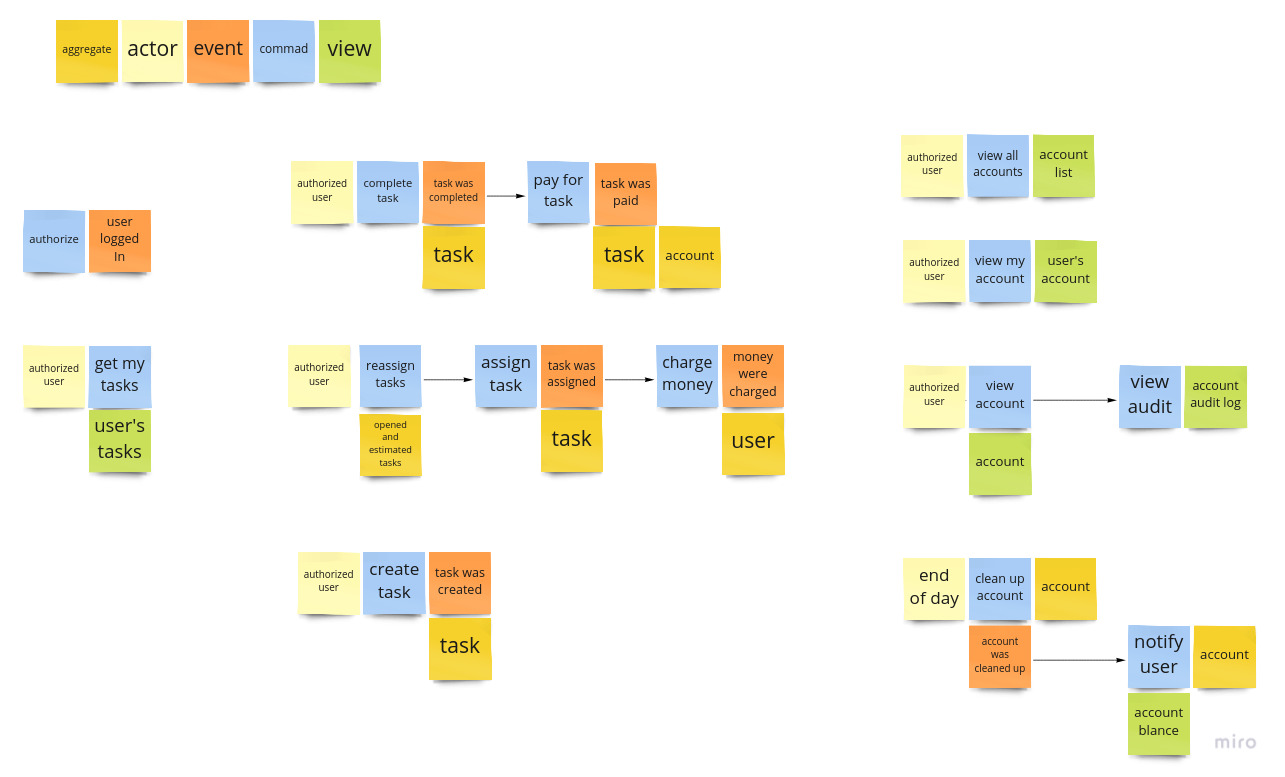 aggregate
actor
event
commad
view
authorize
user
logged
In
authorized
user
get my
tasks
user's
tasks
authorized
user
complete
task
task was
completed
task
pay for
task
task was
paid
task
account
authorized
user
reassign
tasks
opened
and
estimated
tasks
assign
task
task was
assigned
task
charge
money
money
were
charged
user
authorized
user
create
task
task was
created
task
authorized
user
view all
accounts
account
list
authorized
user
view my
account
user's
account
authorized
user
view
account
account
view
audit
account
audit log
end
of day
clean up
account
account
account
was
cleaned up
notify
user
account
account
blance
miro